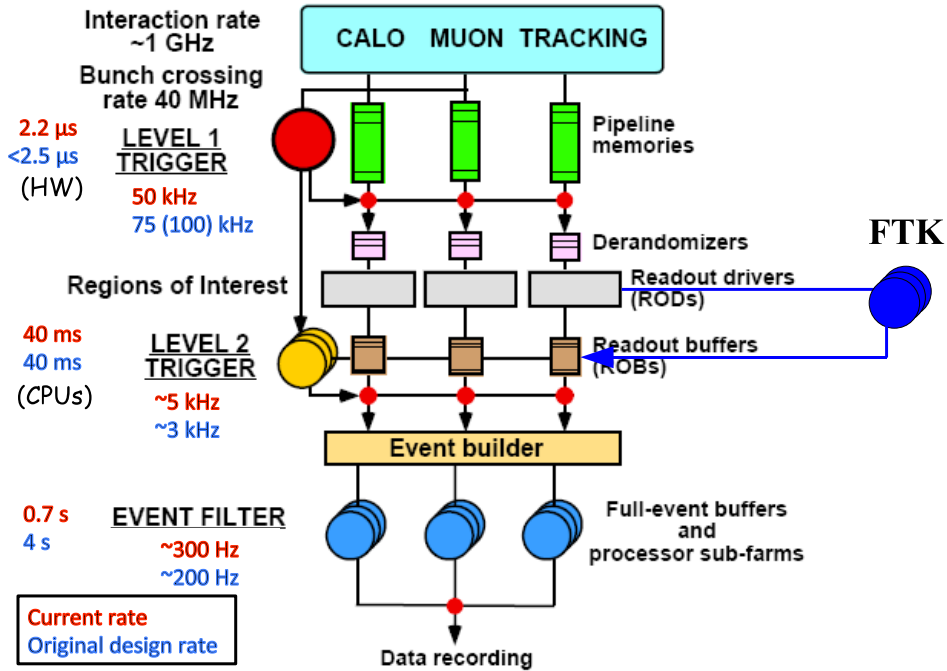 Interaction rate
~1 GHz
CALO MUON TRACKING
Bunch crossing
rate 40 MHz
2.2 µs
<2.5 µs
(HW)
LEVEL 1
TRIGGER
50 kHz
75 (100) kHz
Pipeline
memories
Derandomizers
FTK
Regions of Interest
Readout drivers
(RODs)
40 ms
40 ms
(CPUs)
LEVEL 2
TRIGGER
~5 kHz
~3 kHz
Readout buffers
(ROBs)
Event builder
0.7 s
4 s
EVENT FILTER
~300 Hz
~200 Hz
Full-event buffers
and
processor sub-farms
Current rate
Original design rate
Data recording